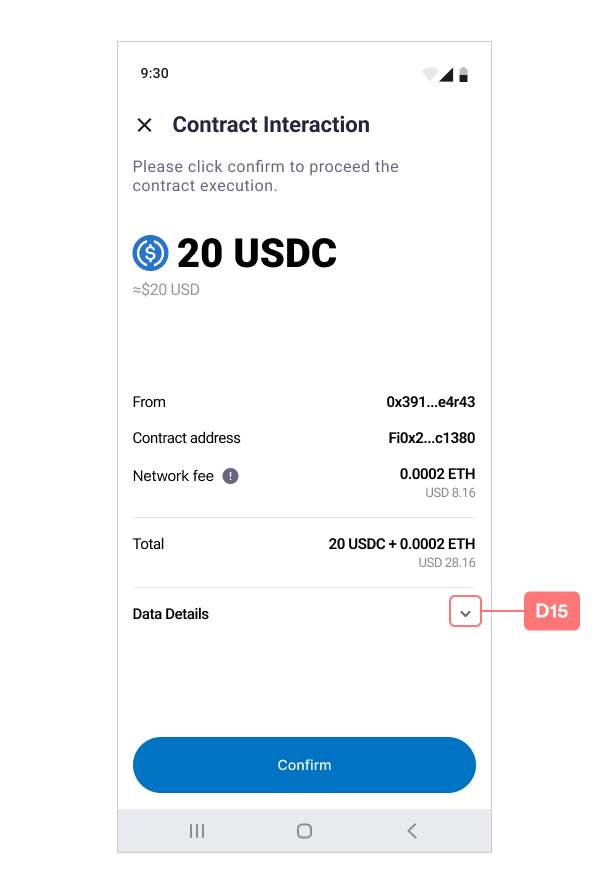 9:30
Contract Interaction
Please click confirm to proceed the
contract execution.
20 USDC
≈$20 USD
From 0x391...e4r43
Contract address Fi0x2...c1380
Network fee ! 0.0002 ETH
USD 8.16
Total 20 USDC + 0.0002 ETH
USD 28.16
Data Details
D15
Confirm